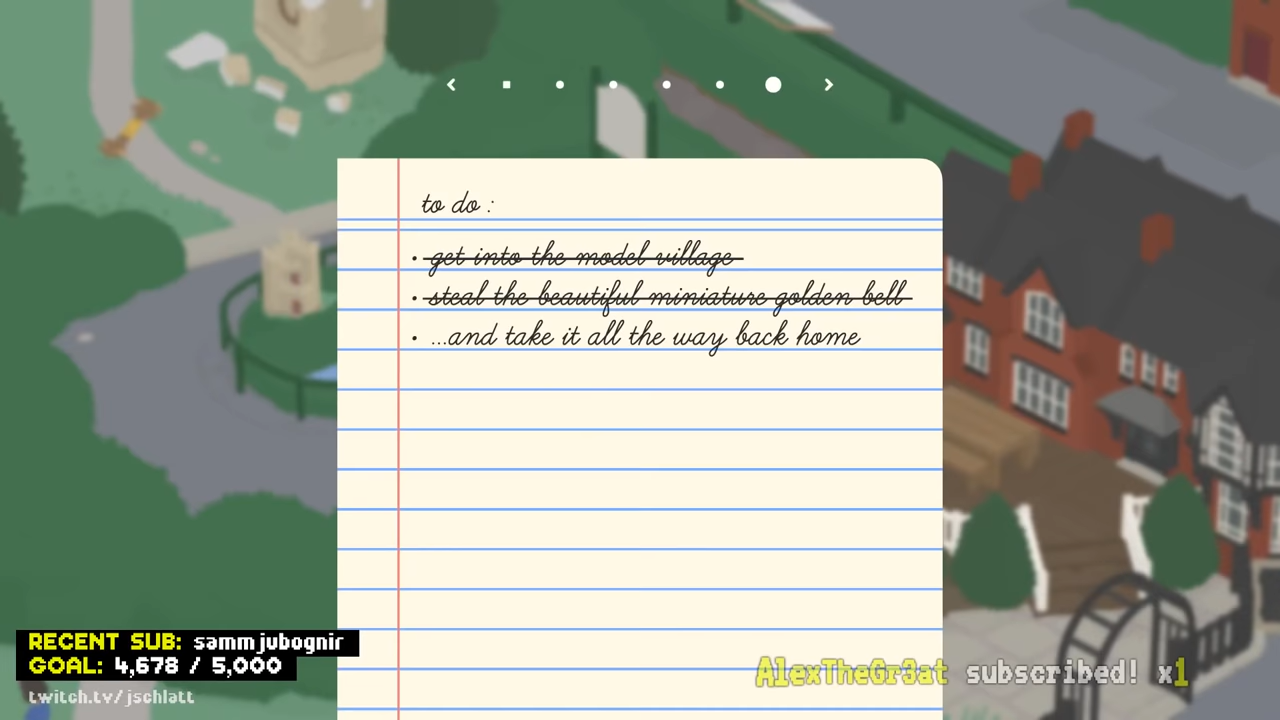 to do :
• get into the model village
• steal the beautiful miniature golden bell
• ...and take it all the way back home
RECENT SUB: sammjubognir
GOAL: 4,678 / 5,000
twitch.tv/jschlatt
AlexTheGr3at subscribed! x1